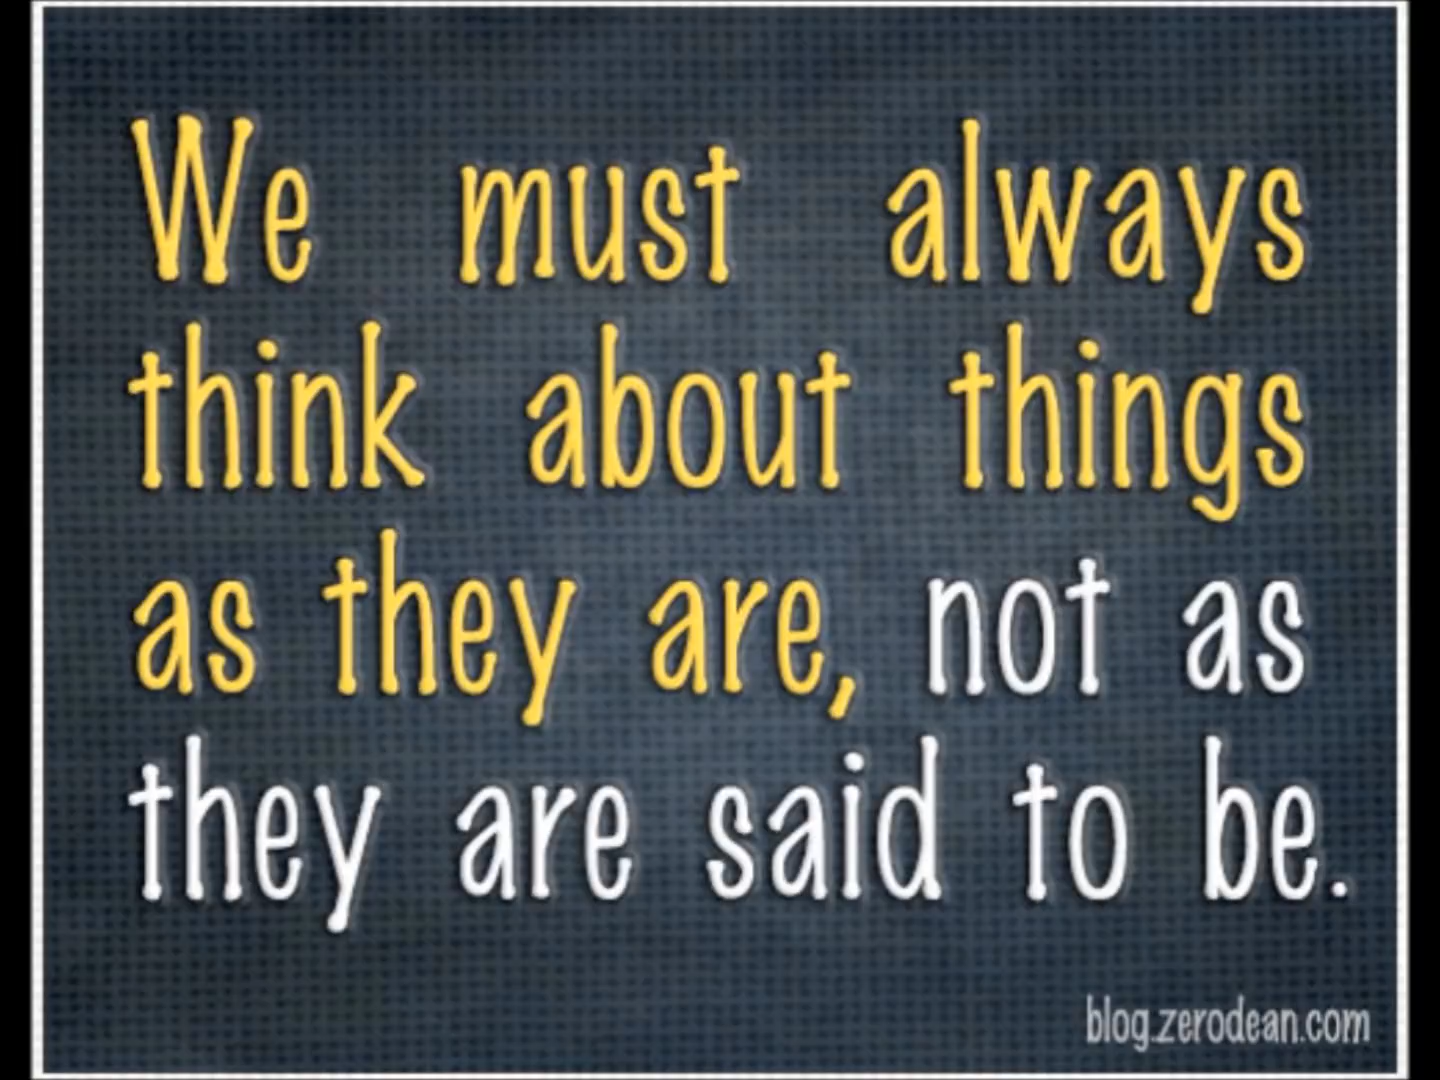 We must always
think about things
as they are, not as
they are said to be.
blog.zerodean.com